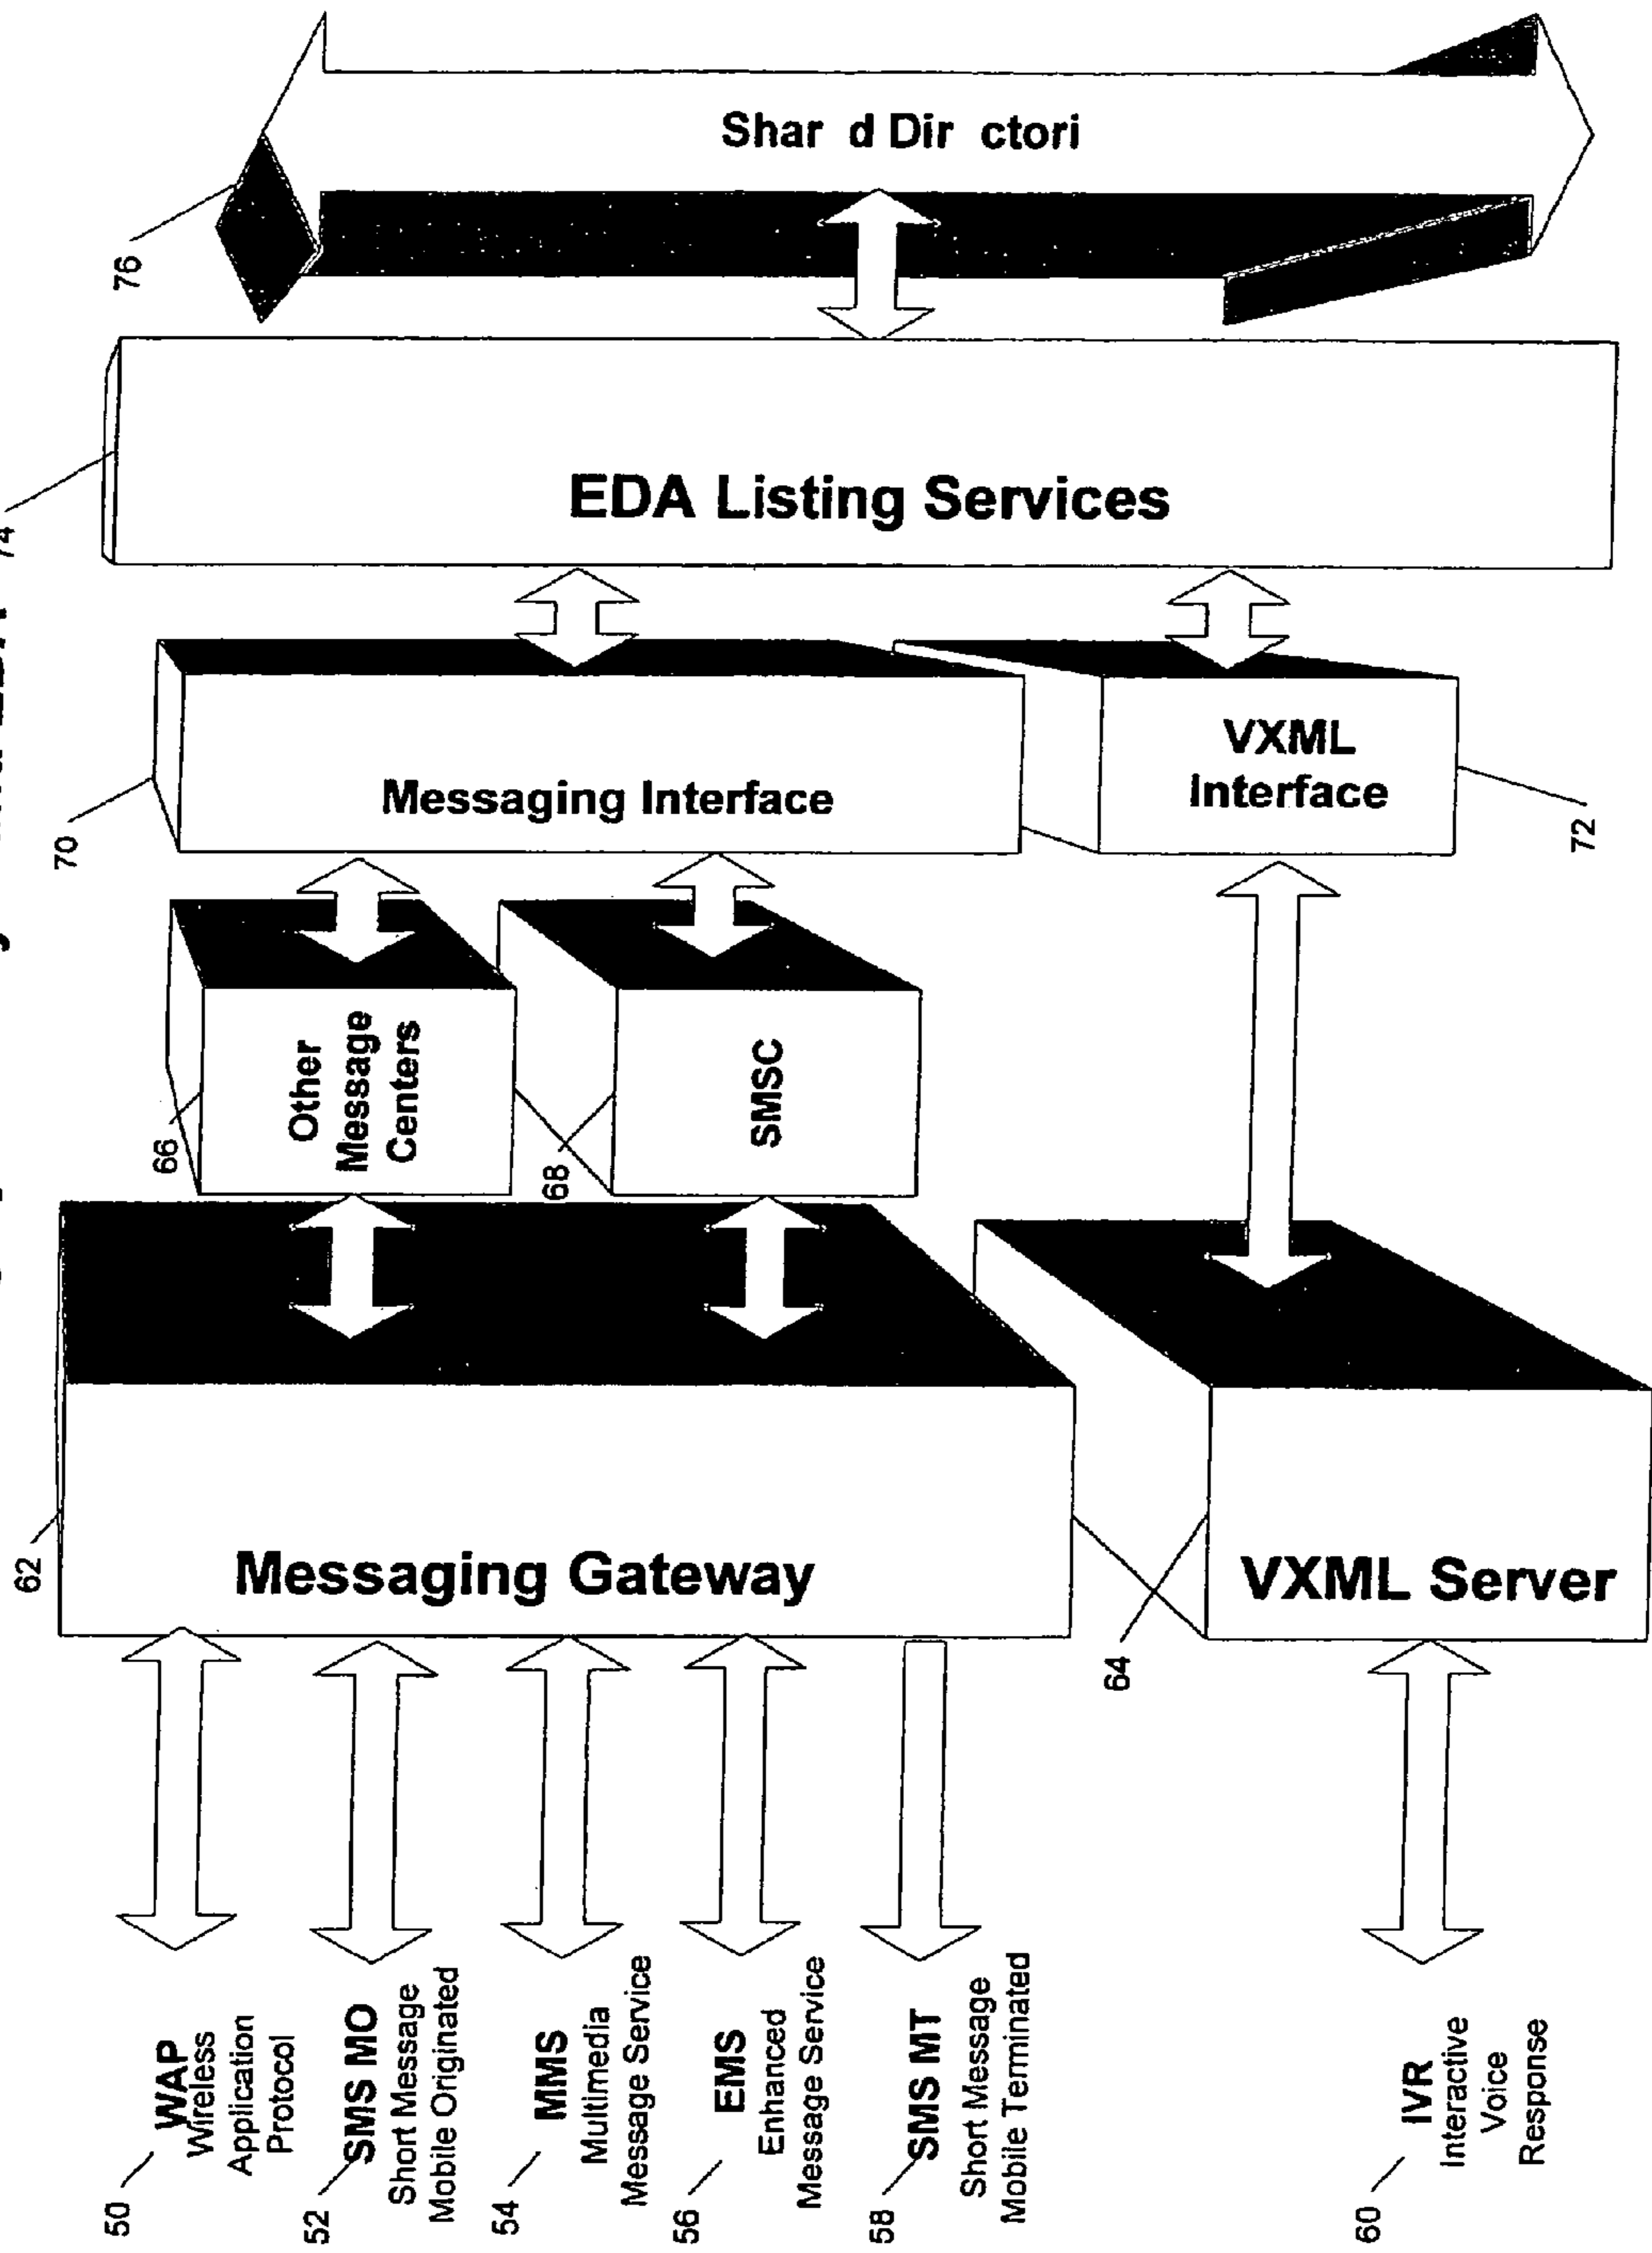 76
Shar d Dir ctori
74
EDA Listing Services
70
Messaging Interface
VXML
Interface
72
66
Other
Message
Centers
68
SMSC
62
Messaging Gateway
64
VXML Server
50
WAP
Wireless
Application
Protocol
52
SMS MO
Short Message
Mobile Originated
54
MMS
Multimedia
Message Service
56
EMS
Enhanced
Message Service
58
SMS MT
Short Message
Mobile Terminated
60
IVR
Interactive
Voice
Response